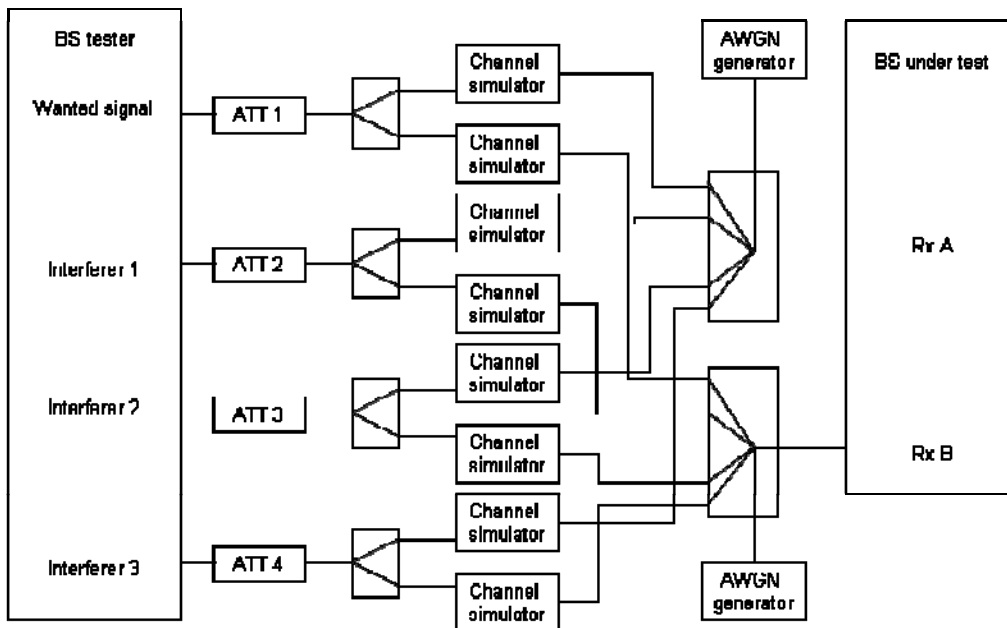 BS tester
Wanted signal
Interferer 1
Interferer 2
Interferer 3
ATT 1
ATT 2
ATT 3
ATT 4
Channel
simulator
Channel
simulator
Channel
simulator
Channel
simulator
Channel
simulator
Channel
simulator
Channel
simulator
Channel
simulator
AWGN
generator
AWGN
generator
BS under test
Rx A
Rx B